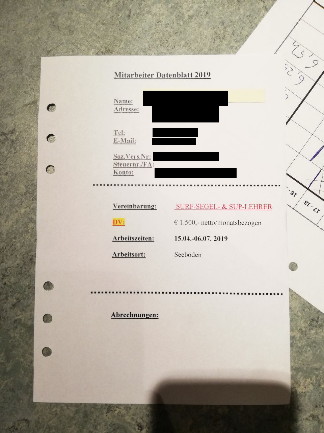 Mitarbeiter Datenblatt 2019
Name:
Adresse:
Tel:
E-Mail:
Soz.Vers.Nr.
Steuernr./FA
Konto:
Vereinbarung: SURF-SEGEL- & SUP-LEHRER
DV: € 1.500,- netto/monatsbezogen
Arbeitszeiten: 15.04.-06.07. 2019
Arbeitsort: Seeboden
Abrechnungen: